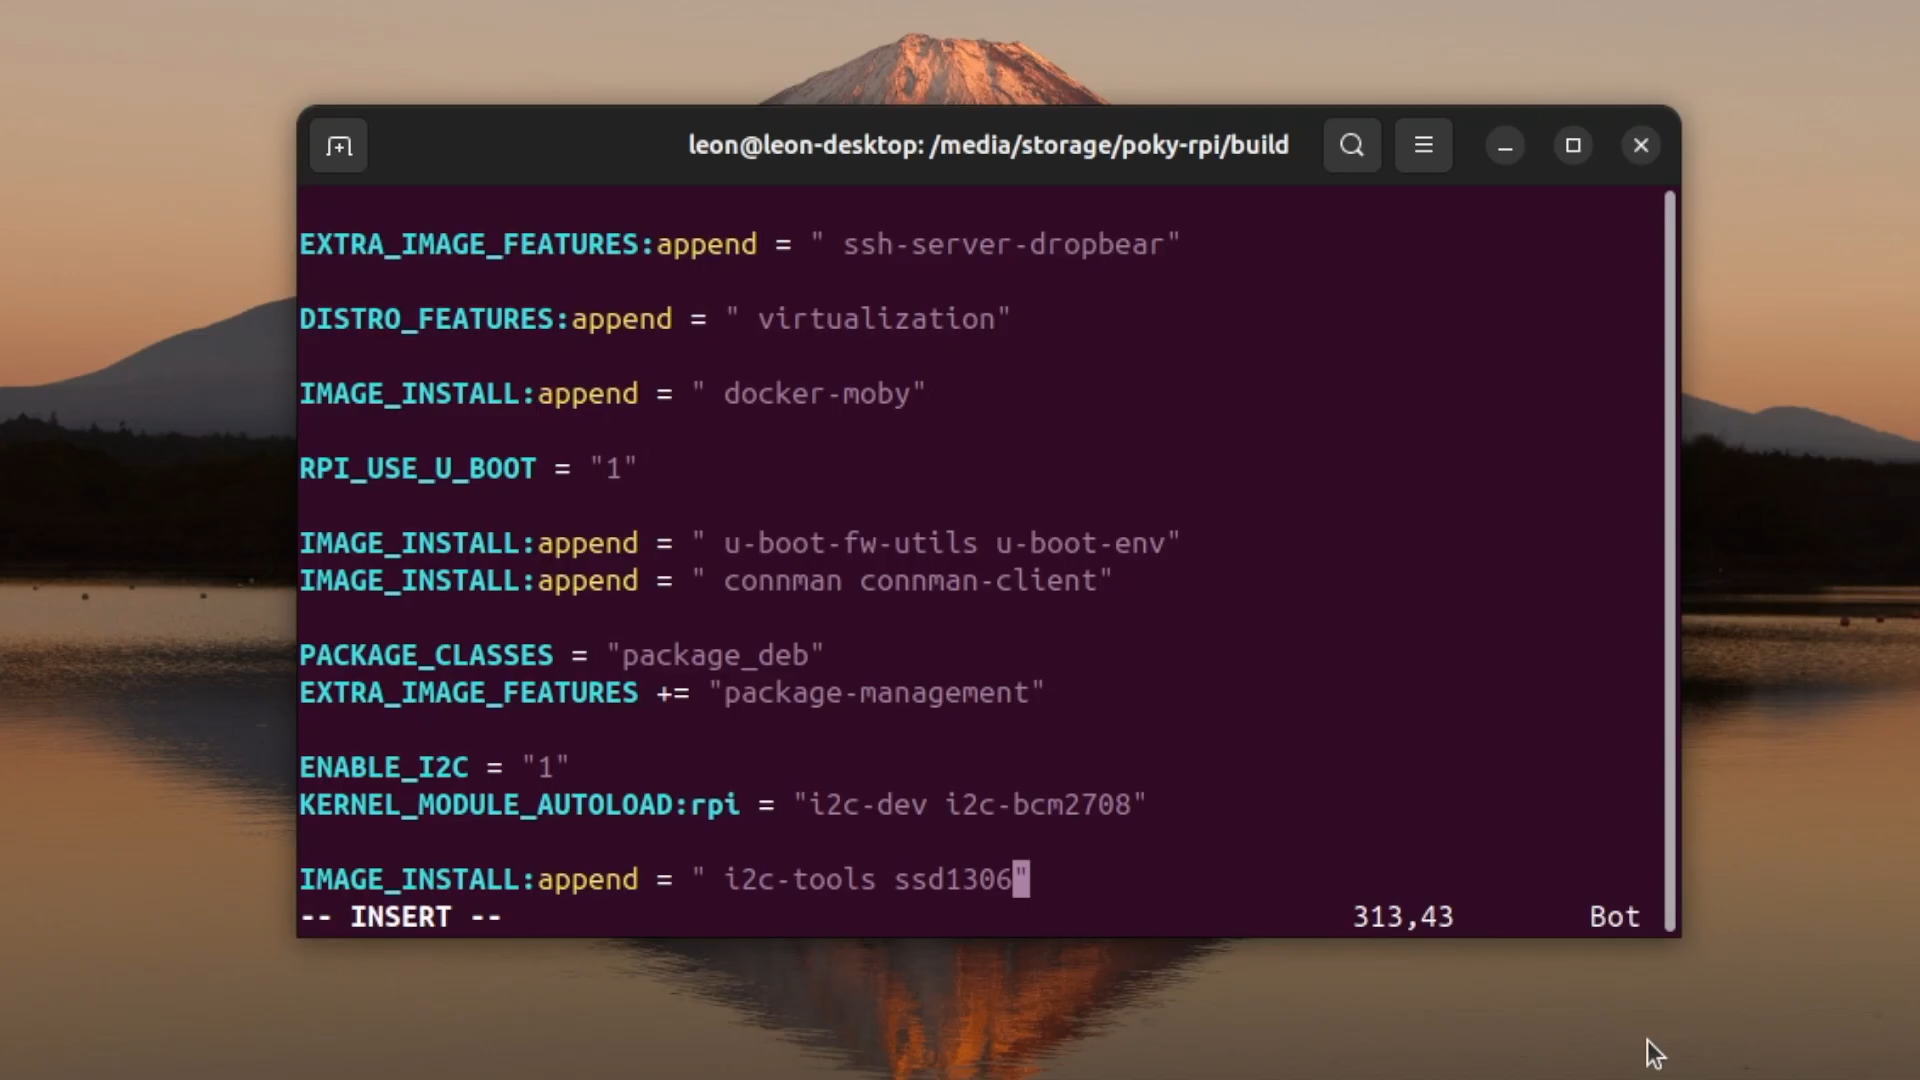 leon@leon-desktop: /media/storage/poky-rpi/build
EXTRA_IMAGE_FEATURES:append = " ssh-server-dropbear"
DISTRO_FEATURES:append = " virtualization"
IMAGE_INSTALL:append = " docker-moby"
RPI_USE_U_BOOT = "1"
IMAGE_INSTALL:append = " u-boot-fw-utils u-boot-env"
IMAGE_INSTALL:append = " connman connman-client"
PACKAGE_CLASSES = "package_deb"
EXTRA_IMAGE_FEATURES += "package-management"
ENABLE_I2C = "1"
KERNEL_MODULE_AUTOLOAD:rpi = "i2c-dev i2c-bcm2708"
IMAGE_INSTALL:append = " i2c-tools ssd1306"
-- INSERT -- 313,43 Bot